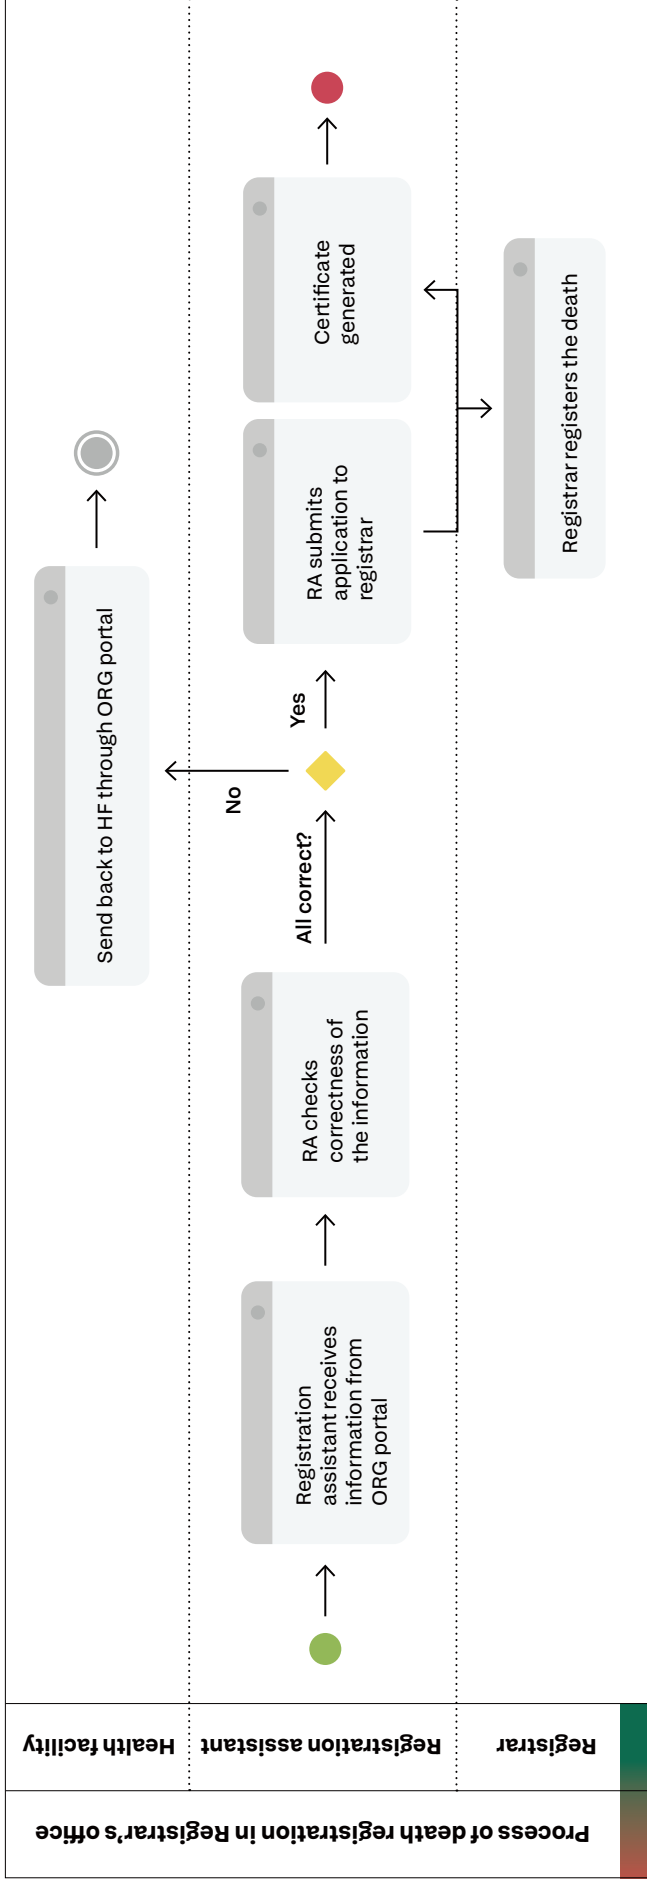 Process of death registration in Registrar's office
Health facility
Registration assistant
Registrar
Send back to HF through ORG portal
Registration
assistant receives
information from
ORG portal
RA checks
correctness of
the information
All correct?
No
Yes
RA submits
application to
registrar
Certificate
generated
Registrar registers the death